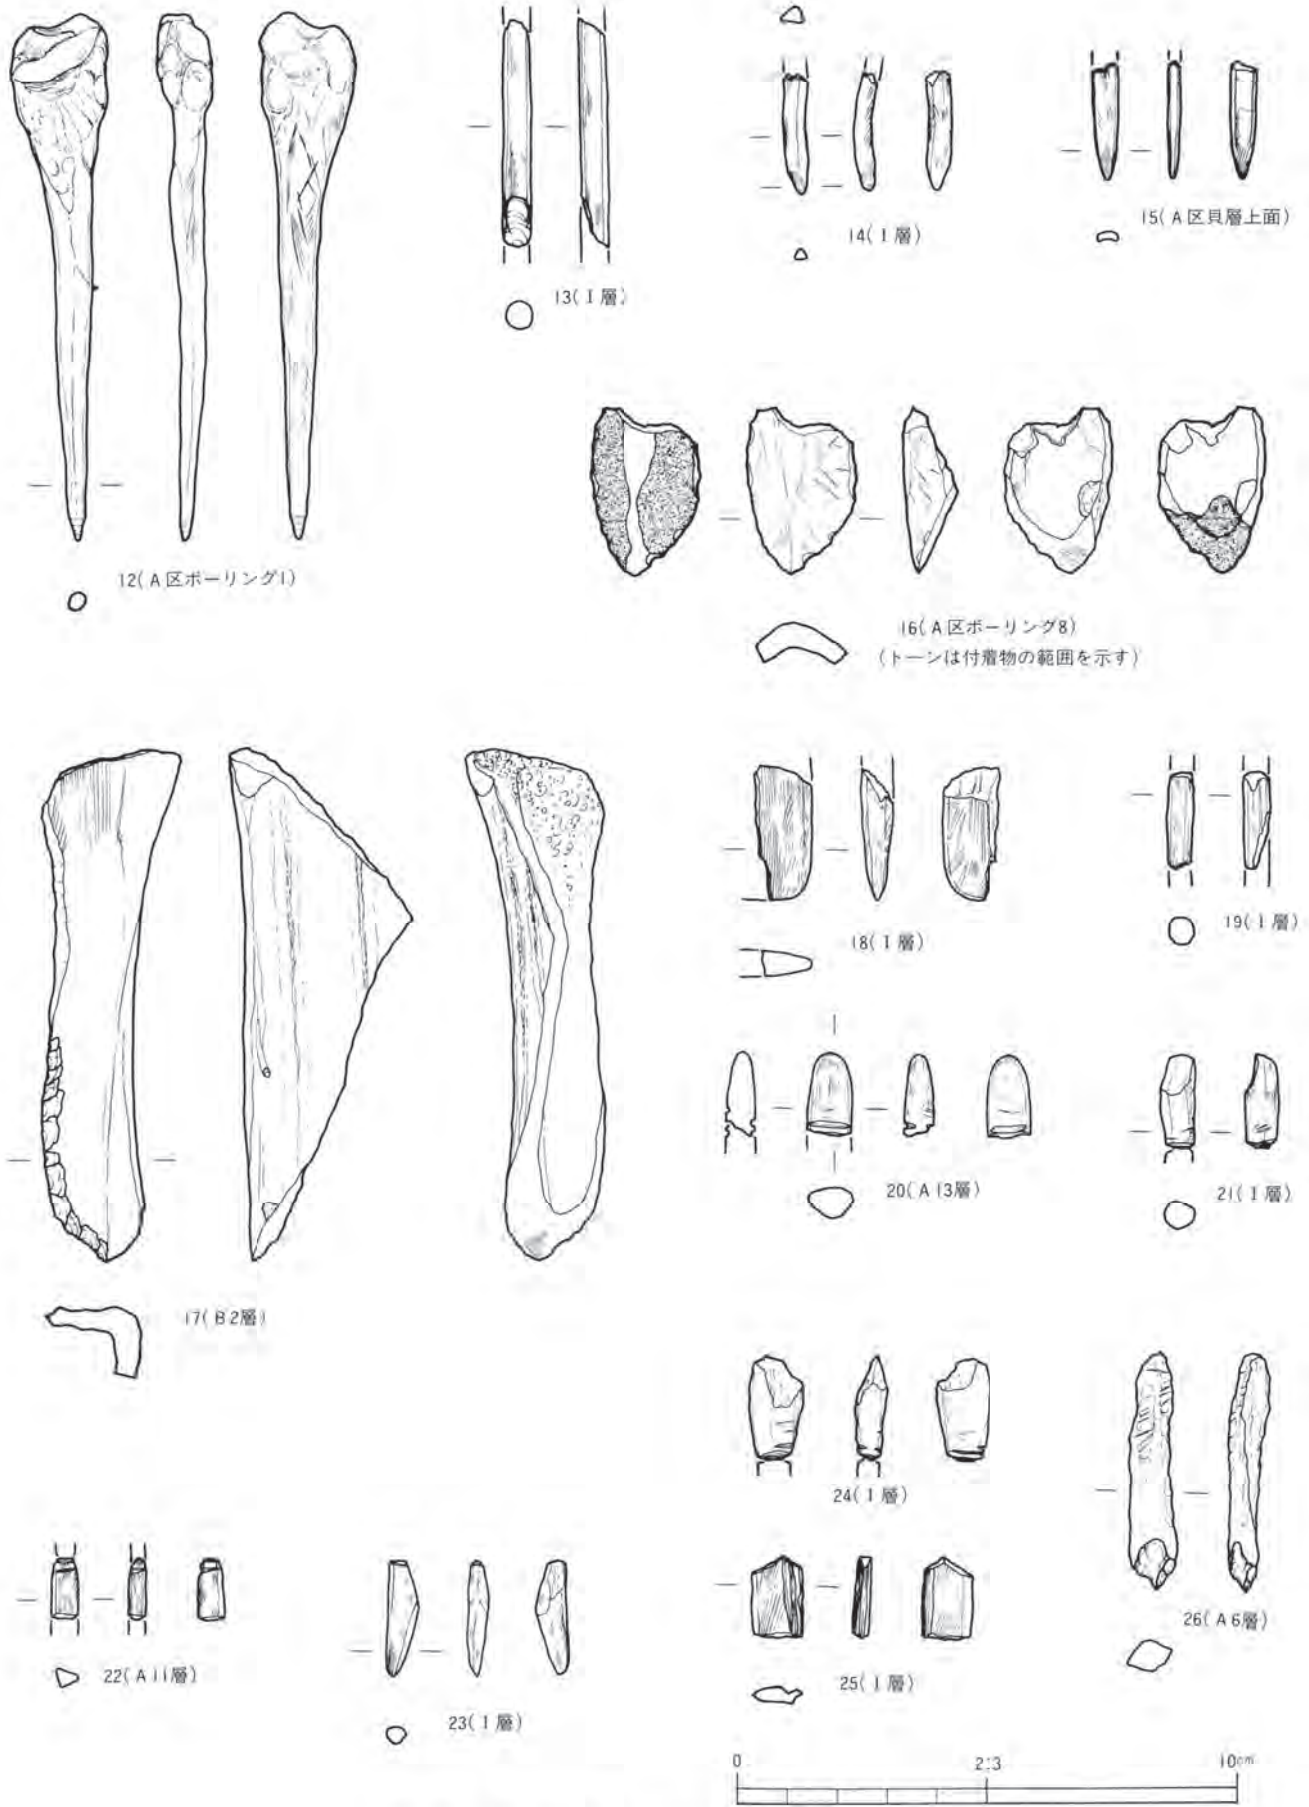 13(I層)
14(I層)
15(A区貝層上面)
12(A区ボーリング1)
16(A区ボーリング8)
(トーンは付着物の範囲を示す)
18(I層)
19(I層)
20(A13層)
21(I層)
17(B2層)
24(I層)
22(A11層)
23(I層)
25(I層)
26(A6層)
0 2:3 10cm